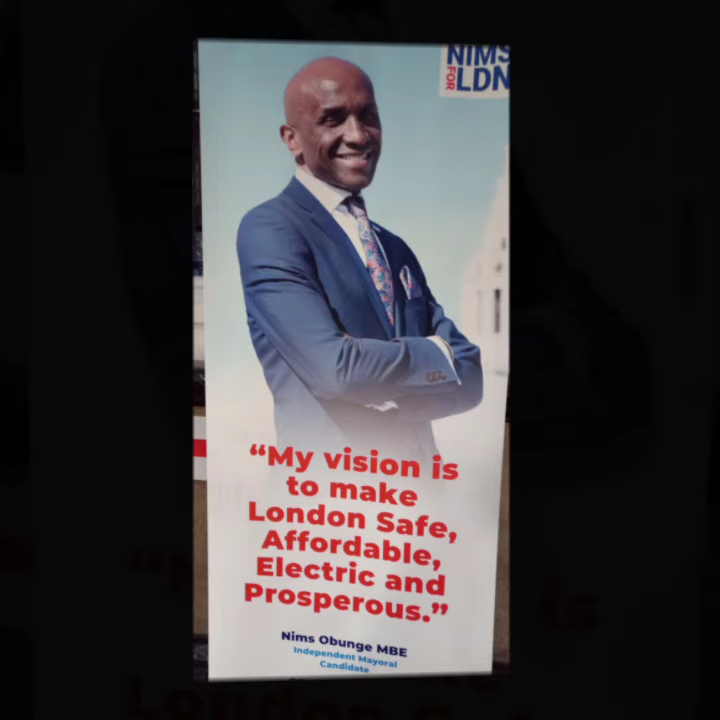 NIMS
FOR LDN
“My vision is
to make
London Safe,
Affordable,
Electric and
Prosperous.”
Nims Obunge MBE
Independent Mayoral
Candidate